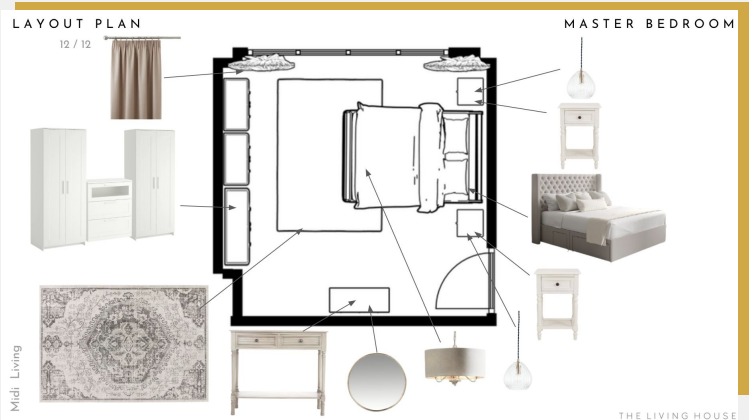 LAYOUT PLAN
MASTER BEDROOM
12 / 12
Midi Living
THE LIVING HOUSE